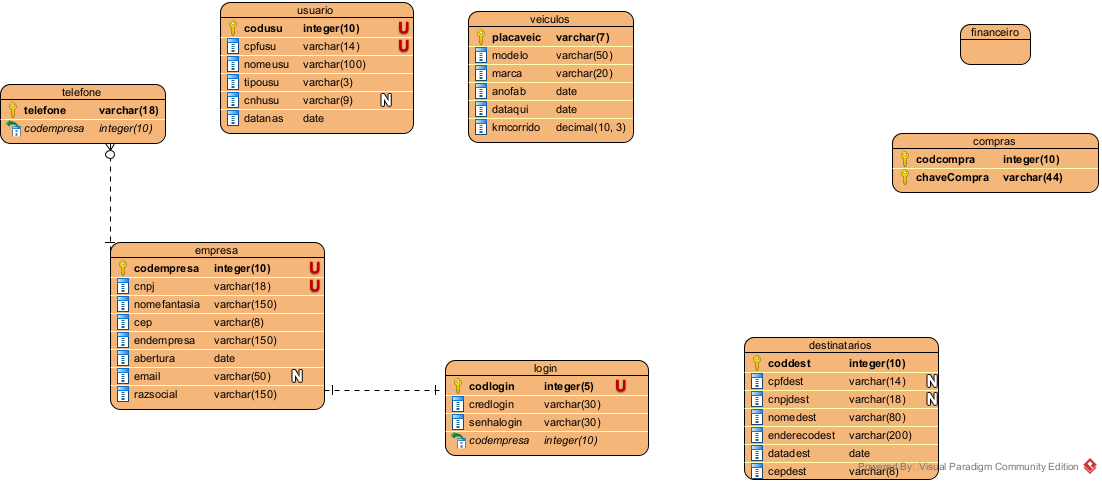 usuario
codusu integer(10) U
cpfusu varchar(14) U
nomeusu varchar(100)
tipousu varchar(3)
cnhusu varchar(9) N
datanas date
veiculos
placaveic varchar(7)
modelo varchar(50)
marca varchar(20)
anofab date
dataqui date
kmcorrido decimal(10, 3)
financeiro
telefone
telefone varchar(18)
codempresa integer(10)
compras
codcompra integer(10)
chaveCompra varchar(44)
empresa
codempresa integer(10) U
cnpj varchar(18) U
nomefantasia varchar(150)
cep varchar(8)
endempresa varchar(150)
abertura date
email varchar(50) N
razsocial varchar(150)
login
codlogin integer(5) U
credlogin varchar(30)
senhalogin varchar(30)
codempresa integer(10)
destinatarios
coddest integer(10)
cpfdest varchar(14) N
cnpjdest varchar(18) N
nomedest varchar(80)
enderecodest varchar(200)
datadest date
cepdest varchar(8)
Powered By Visual Paradigm Community Edition